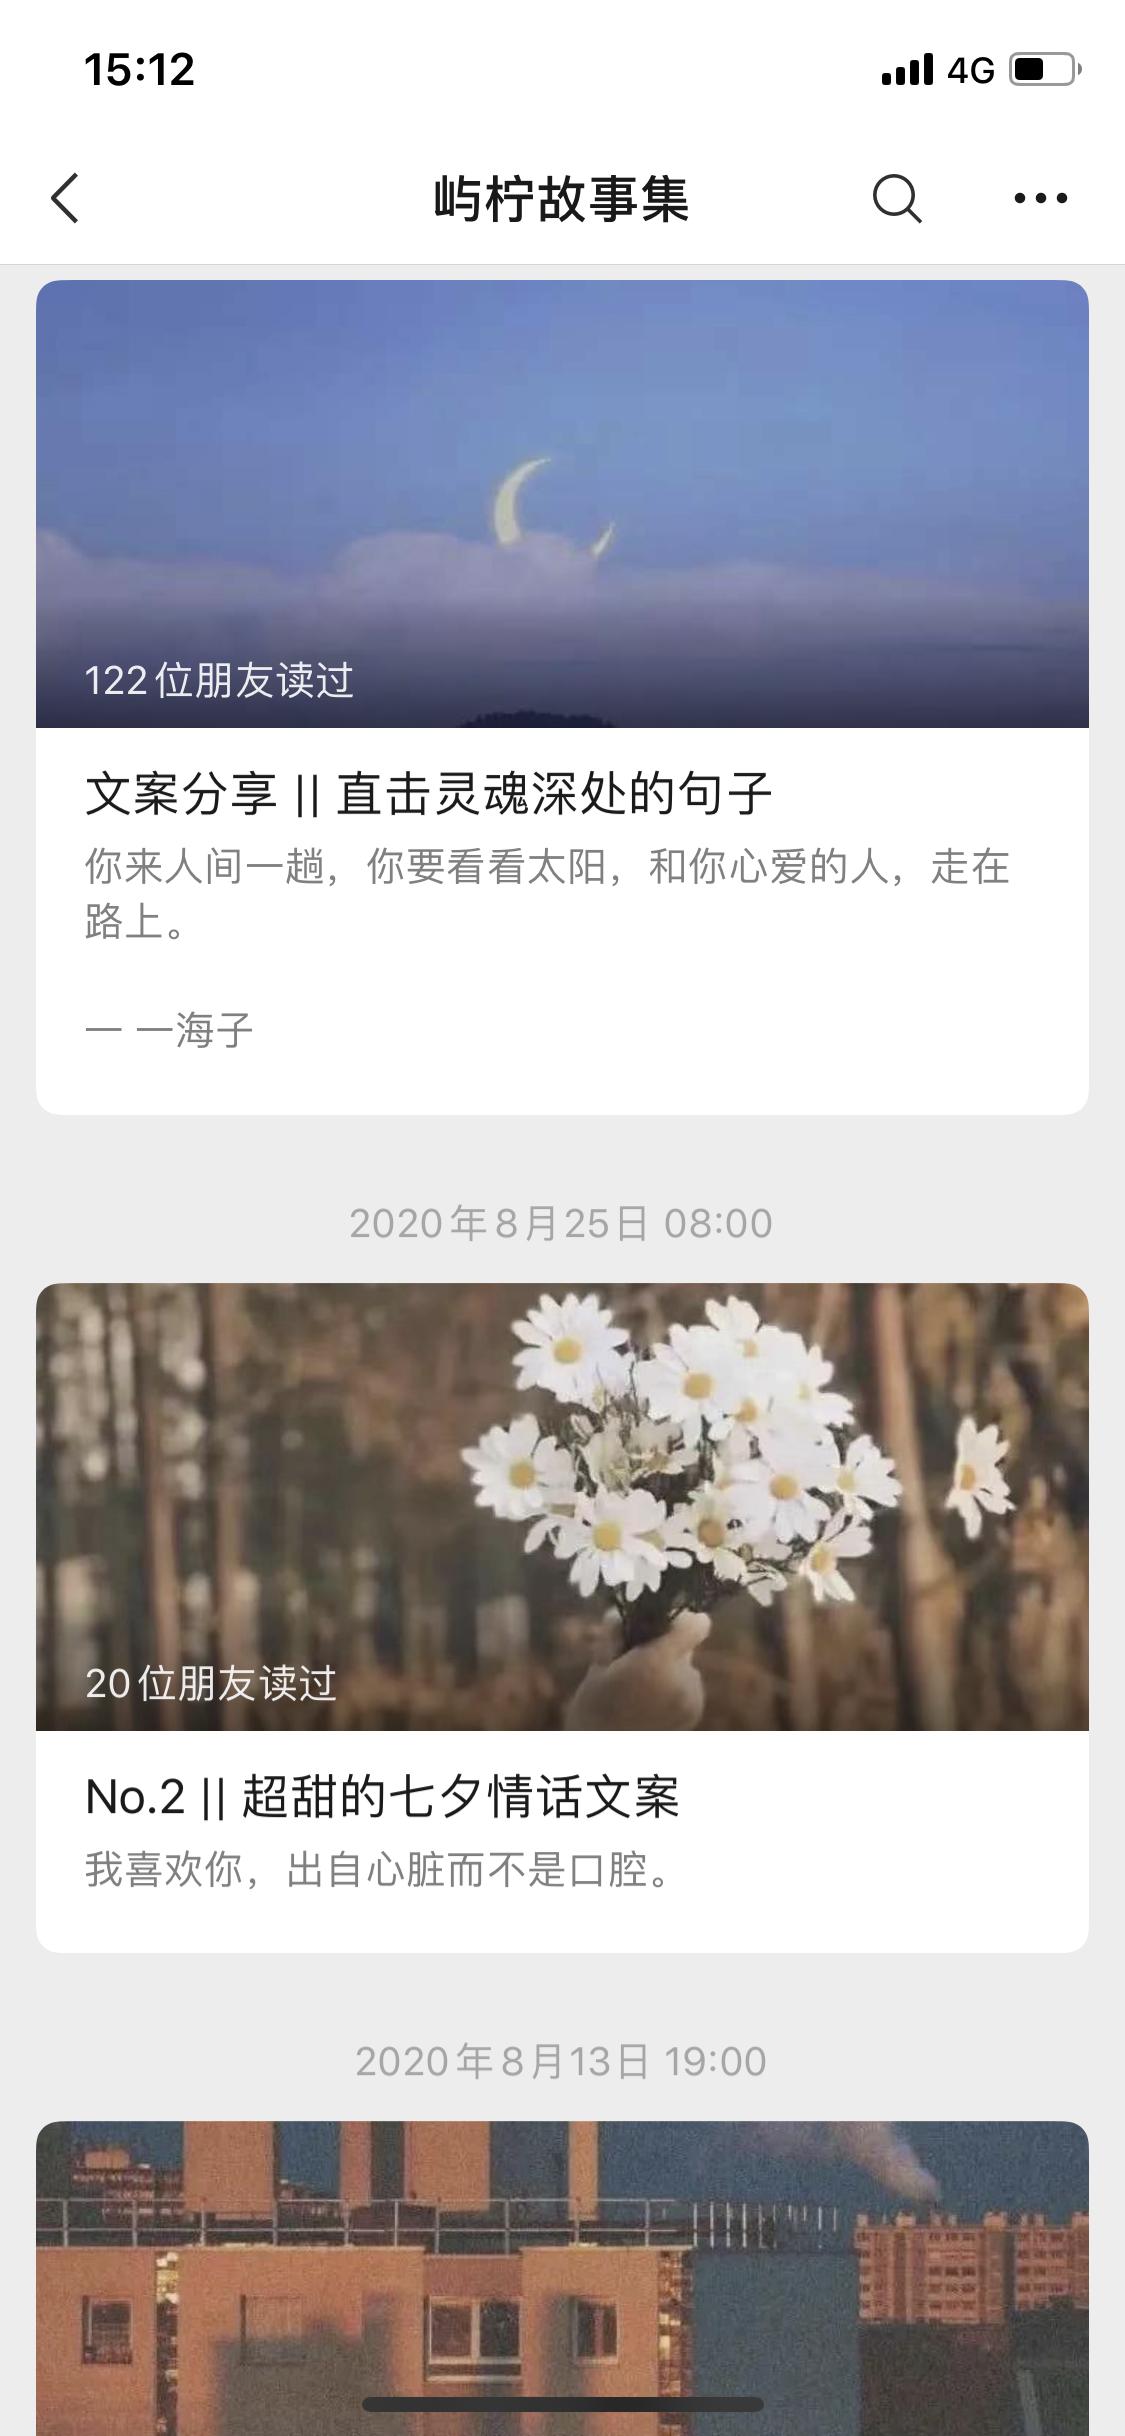 15:12
4G
屿柠故事集
122位朋友读过
文案分享 || 直击灵魂深处的句子
你来人间一趟，你要看看太阳，和你心爱的人，走在
路上。
一 一海子
2020年8月25日 08:00
20位朋友读过
No.2 || 超甜的七夕情话文案
我喜欢你，出自心脏而不是口腔。
2020年8月13日 19:00